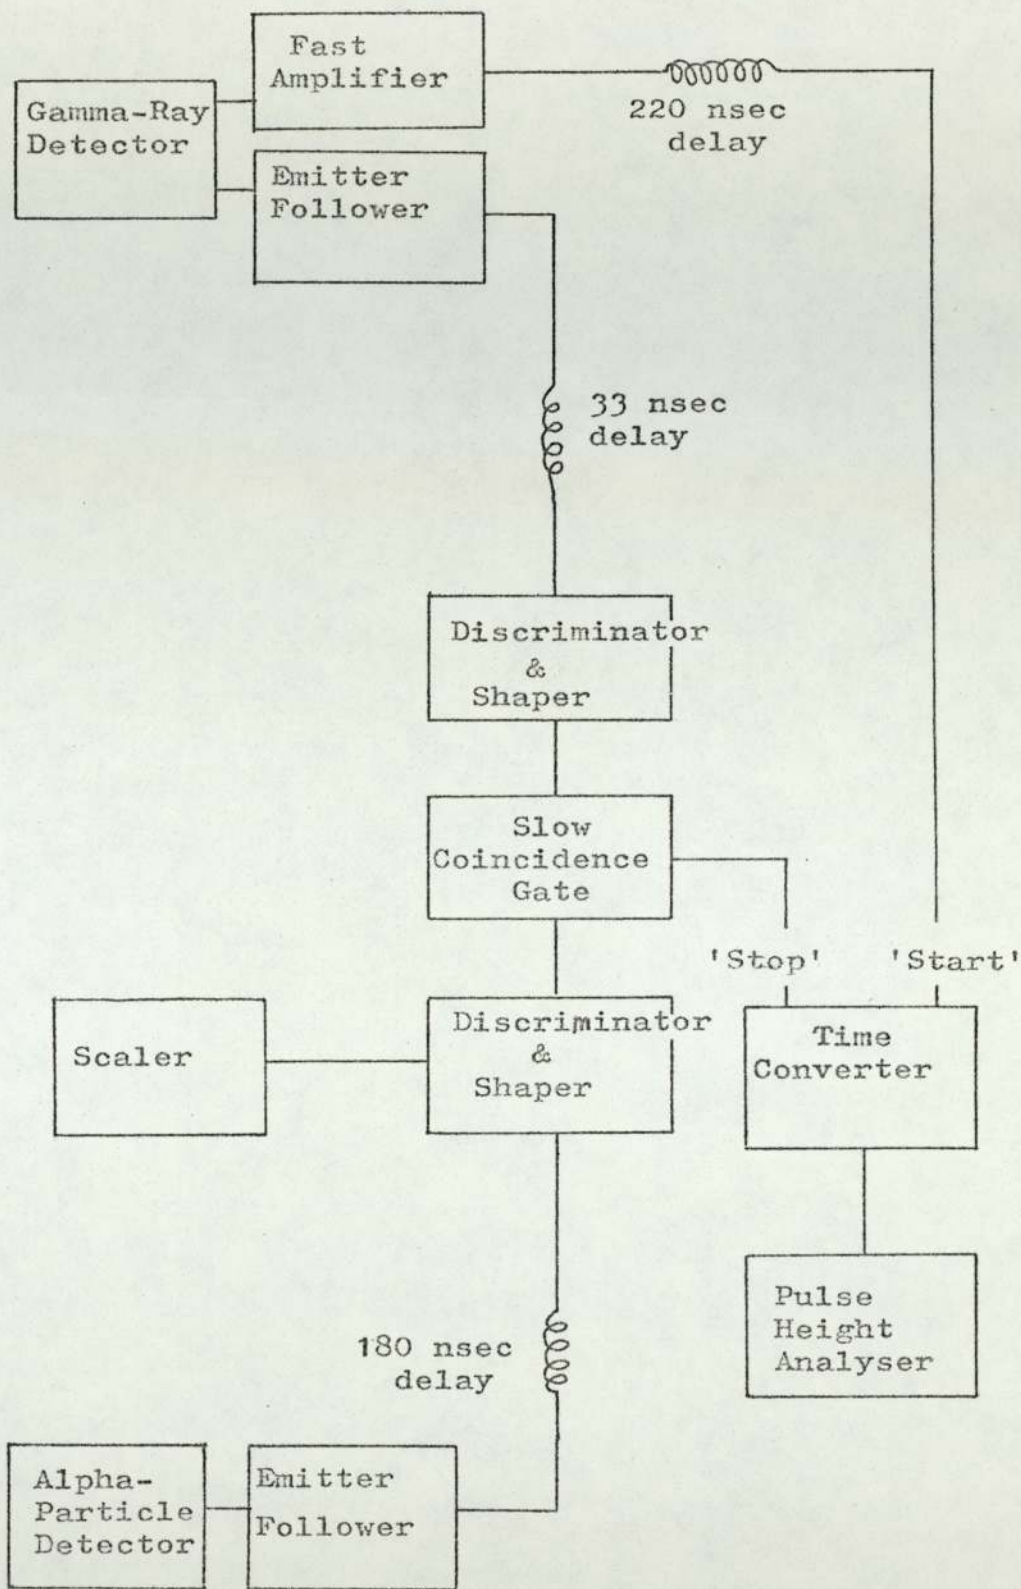 Fast
Amplifier
220 nsec
delay
Gamma-Ray
Detector
Emitter
Follower
33 nsec
delay
Discriminator
&
Shaper
Slow
Coincidence
Gate
'Stop'
'Start'
Scaler
Discriminator
&
Shaper
Time
Converter
180 nsec
delay
Pulse
Height
Analyser
Alpha-
Particle
Detector
Emitter
Follower